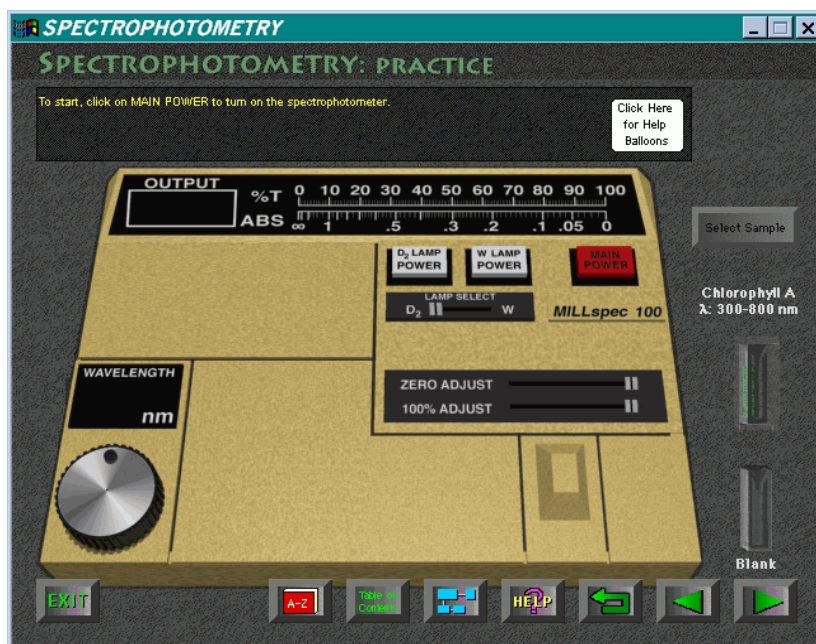 SPECTROPHOTOMETRY
SPECTROPHOTOMETRY: PRACTICE
To start, click on MAIN POWER to turn on the spectrophotometer.
Click Here
for Help
Balloons
OUTPUT
%T 0 10 20 30 40 50 60 70 80 90 100
ABS ∞ 1 .5 .3 .2 .1 .05 0
D₂ LAMP
POWER
W LAMP
POWER
MAIN
POWER
LAMP SELECT
D₂ W
MILLspec 100
Select Sample
Chlorophyll A
λ: 300-800 nm
WAVELENGTH
nm
ZERO ADJUST
100% ADJUST
Blank
EXIT
A-Z
Table of
Contents
HELP